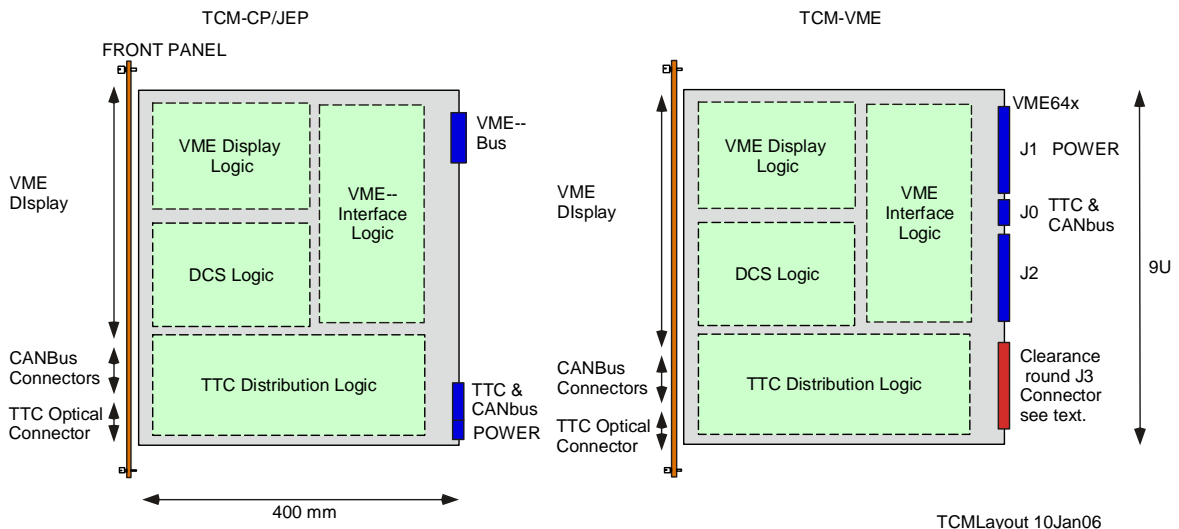 TCM-CP/JEP
TCM-VME
FRONT PANEL
VME Display
Logic
VME--
Interface
Logic
DCS Logic
TTC Distribution Logic
VME--
Bus
TTC &
CANbus
POWER
VME
DIsplay
CANBus
Connectors
TTC Optical
Connector
400 mm
VME Display
Logic
VME
Interface
Logic
DCS Logic
TTC Distribution Logic
VME64x
J1 POWER
J0 TTC &
CANbus
J2
Clearance
round J3
Connector
see text.
9U
VME
DIsplay
CANBus
Connectors
TTC Optical
Connector
TCMLayout 10Jan06